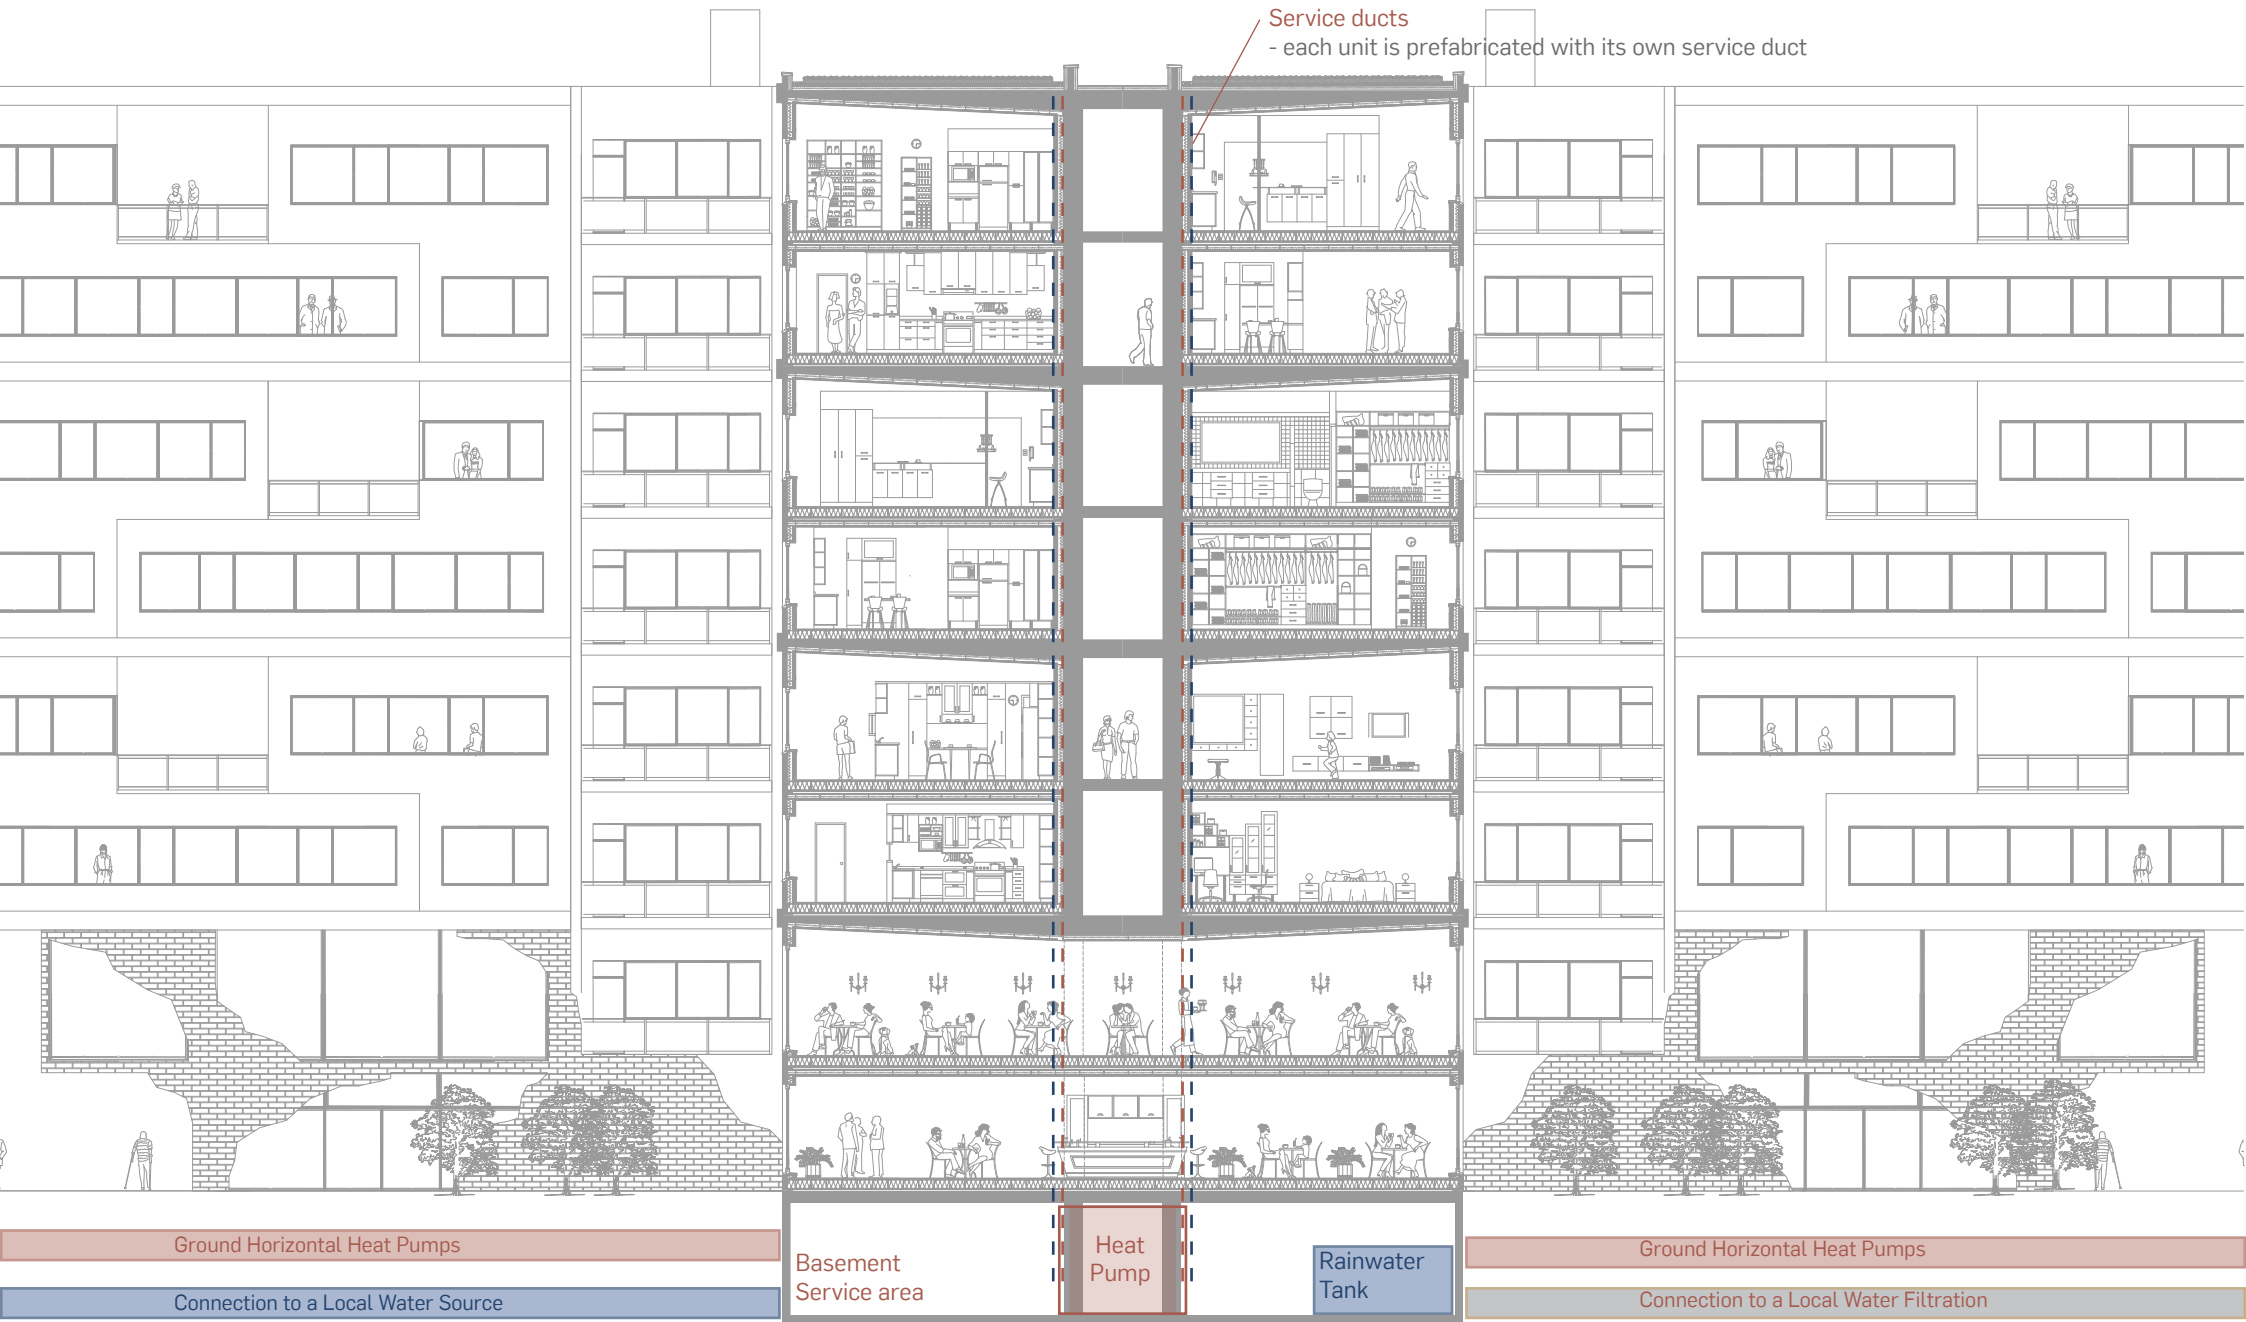 Service ducts
- each unit is prefabricated with its own service duct
Ground Horizontal Heat Pumps
Connection to a Local Water Source
Basement
Service area
Heat
Pump
Rainwater
Tank
Ground Horizontal Heat Pumps
Connection to a Local Water Filtration